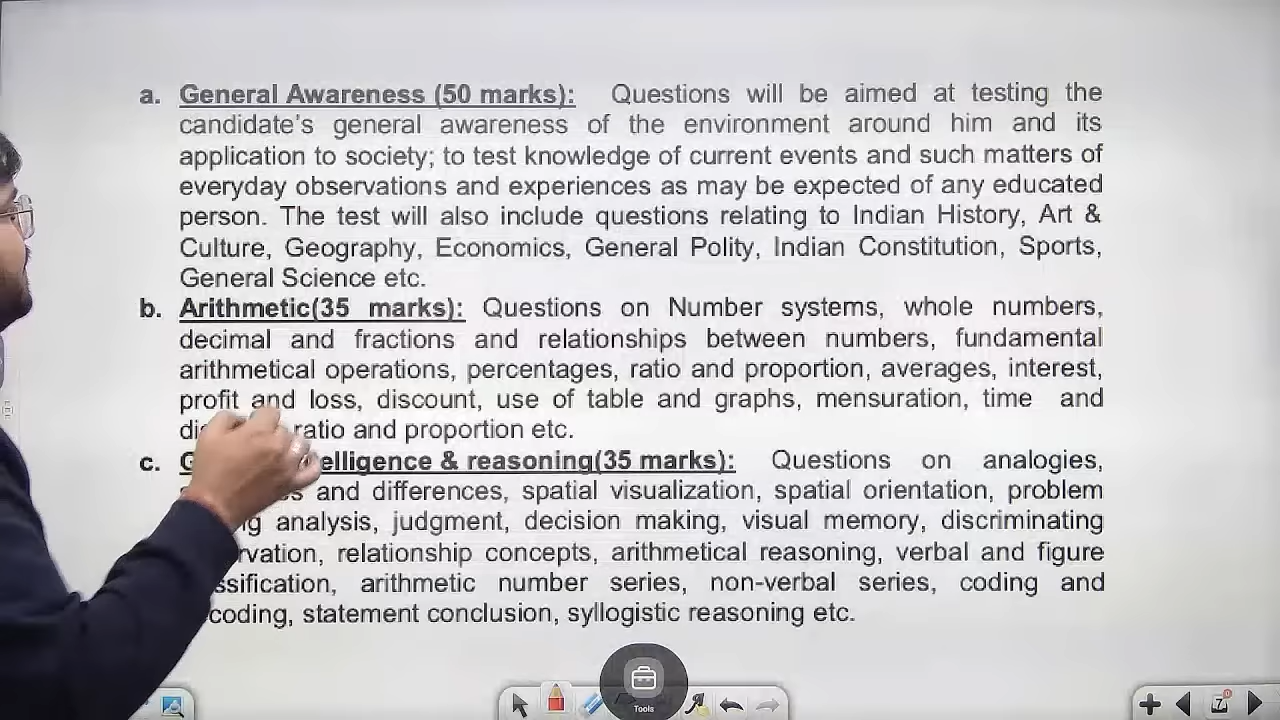 a. General Awareness (50 marks): Questions will be aimed at testing the
candidate's general awareness of the environment around him and its
application to society; to test knowledge of current events and such matters of
everyday observations and experiences as may be expected of any educated
person. The test will also include questions relating to Indian History, Art &
Culture, Geography, Economics, General Polity, Indian Constitution, Sports,
General Science etc.
b. Arithmetic(35 marks): Questions on Number systems, whole numbers,
decimal and fractions and relationships between numbers, fundamental
arithmetical operations, percentages, ratio and proportion, averages, interest,
profit and loss, discount, use of table and graphs, mensuration, time and
ratio and proportion etc.
c. & reasoning(35 marks): Questions on analogies,
and differences, spatial visualization, spatial orientation, problem
analysis, judgment, decision making, visual memory, discriminating
relationship concepts, arithmetical reasoning, verbal and figure
arithmetic number series, non-verbal series, coding and
statement conclusion, syllogistic reasoning etc.
Tools